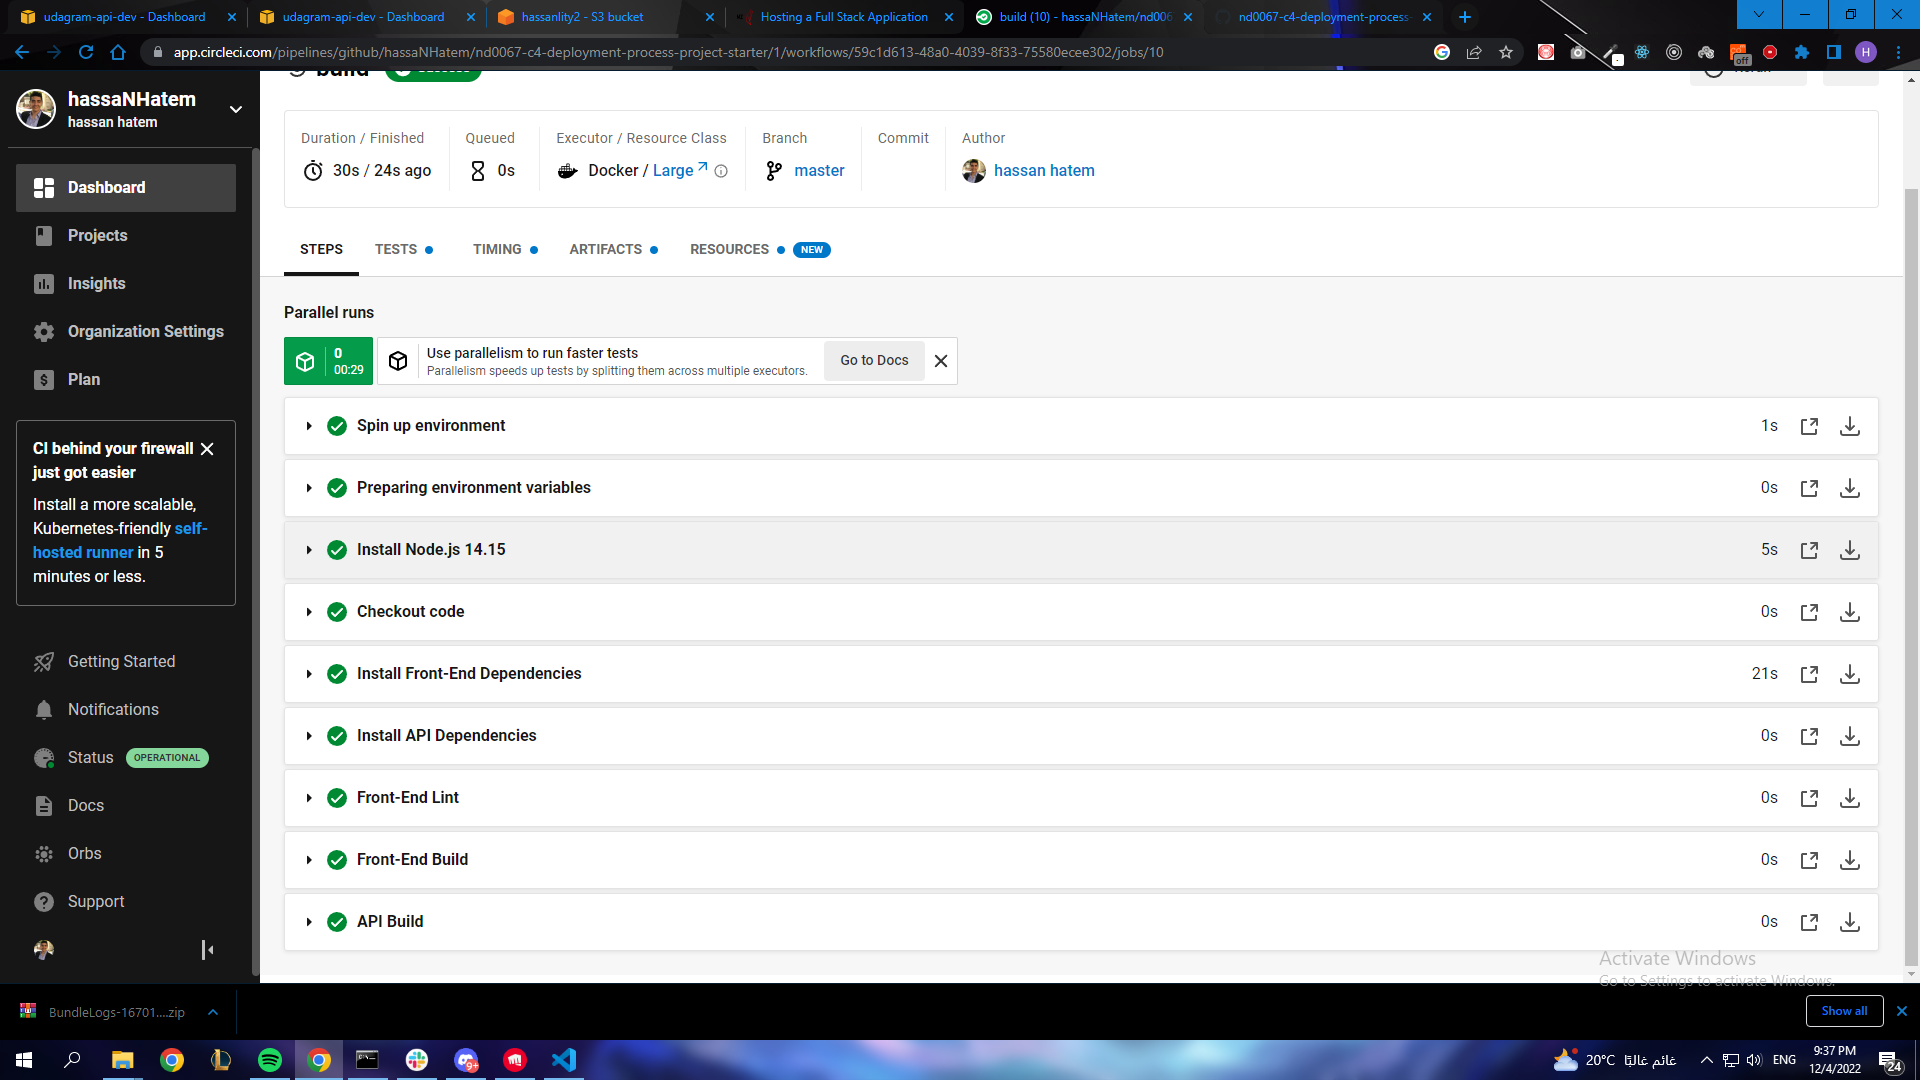 udagram-api-dev - Dashboard
udagram-api-dev - Dashboard
hassanlity2 - S3 bucket
Hosting a Full Stack Application
build (10) - hassaNHatem/nd006
nd0067-c4-deployment-process-
app.circleci.com/pipelines/github/hassaNHatem/nd0067-c4-deployment-process-project-starter/1/workflows/59c1d613-48a0-4039-8f33-75580ecee302/jobs/10
off
H
hassaNHatem
hassan hatem
Dashboard
Projects
Insights
Organization Settings
Plan
CI behind your firewall
just got easier
Install a more scalable,
Kubernetes-friendly self-
hosted runner in 5
minutes or less.
Getting Started
Notifications
Status OPERATIONAL
Docs
Orbs
Support
build
Duration / Finished
30s / 24s ago
Queued
0s
Executor / Resource Class
Docker / Large
Branch
master
Commit
Author
hassan hatem
STEPS
TESTS
TIMING
ARTIFACTS
RESOURCES NEW
Parallel runs
0
00:29
Use parallelism to run faster tests
Parallelism speeds up tests by splitting them across multiple executors.
Go to Docs
Spin up environment 1s
Preparing environment variables 0s
Install Node.js 14.15 5s
Checkout code 0s
Install Front-End Dependencies 21s
Install API Dependencies 0s
Front-End Lint 0s
Front-End Build 0s
API Build 0s
Activate Windows
Go to Settings to activate Windows.
BundleLogs-16701....zip
Show all
9+
20°C غائم غالبًا
ENG
9:37 PM
12/4/2022
24